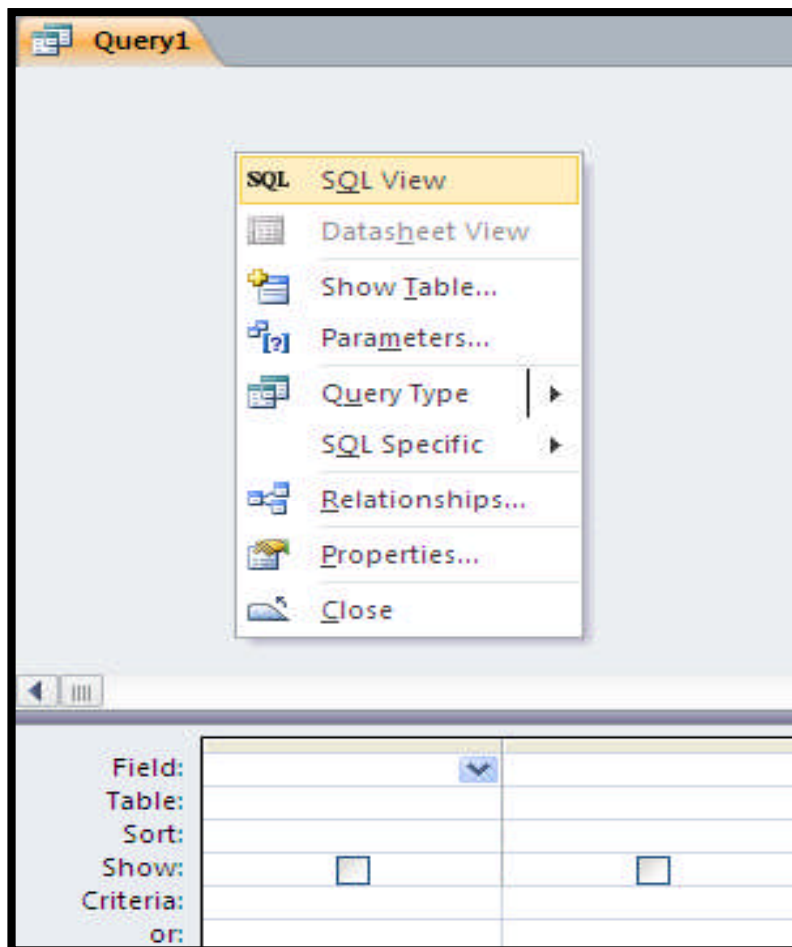 Query1
SQL SQL View
Datasheet View
Show Table...
[?] Parameters...
Query Type
SQL Specific
Relationships...
Properties...
Close
Field:
Table:
Sort:
Show:
Criteria:
or: